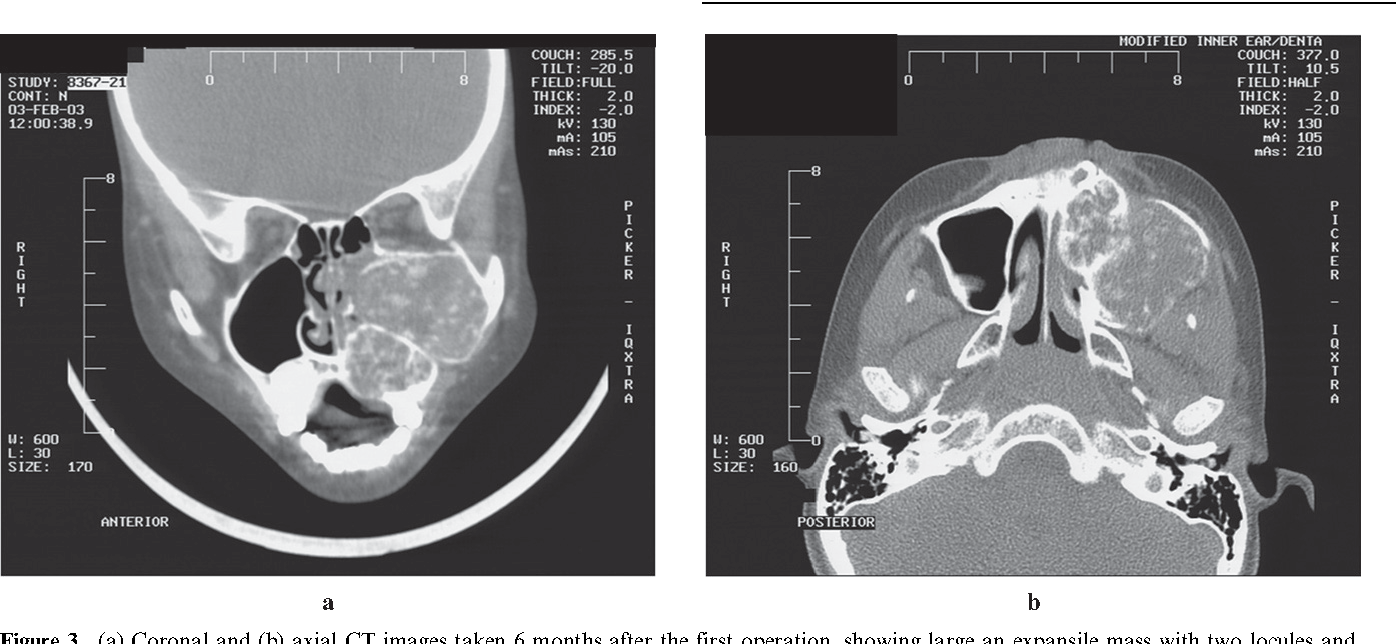 STUDY: 8367-21
CONT: N
03-FEB-03
12:00:38.9
0
8
COUCH: 285.5
TILT: -20.0
FIELD:FULL
THICK: 2.0
INDEX: -2.0
kV: 130
mA: 105
mAs: 210
8
RIGHT
PICKER - IQXTRA
W: 600
L: 30
SIZE: 170
ANTERIOR
a
MODIFIED INNER EAR/DENTA
0
8
COUCH: 377.0
TILT: 10.5
FIELD:HALF
THICK: 2.0
INDEX: -2.0
kV: 130
mA: 105
mAs: 210
8
RIGHT
PICKER - IQXTRA
0
W: 600
L: 30
SIZE: 160
POSTERIOR
b
Figure 3 (a) Coronal and (b) axial CT images taken 6 months after the first operation, showing large an expansile mass with two locules and